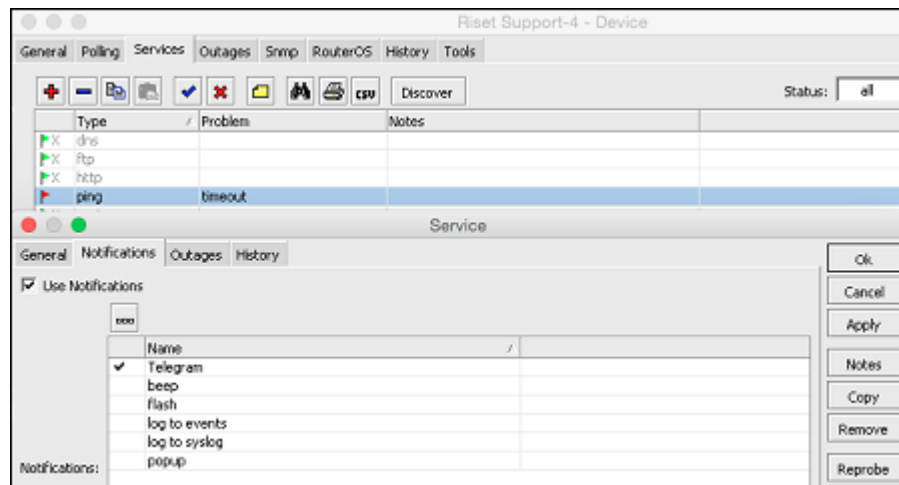 Riset Support-4 - Device
General Polling Services Outages Snmp RouterOS History Tools
CSV Discover Status: all
Type Problem Notes
dns
ftp
http
ping timeout
Service
General Notifications Outages History
Ok
Use Notifications
Cancel
Apply
Name
Telegram
Notes
beep
flash
Copy
log to events
Remove
log to syslog
popup
Notifications:
Reprobe